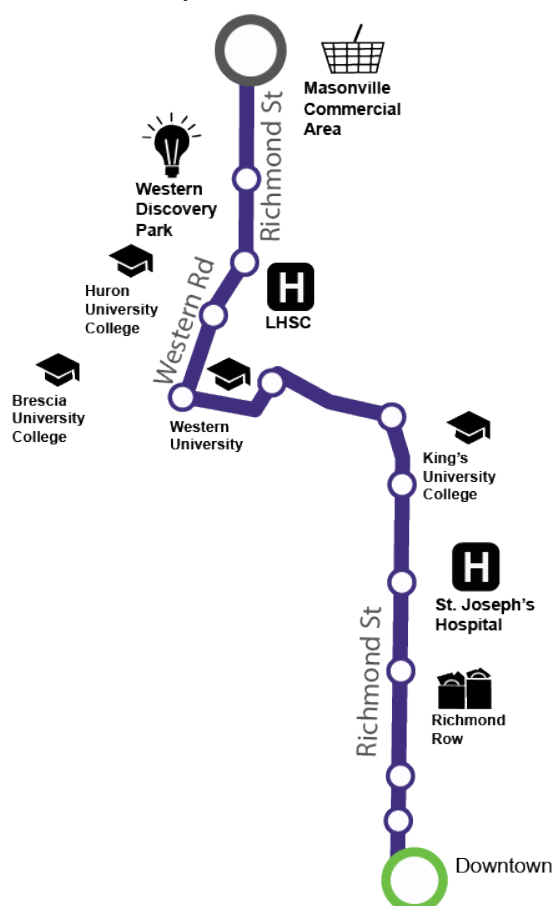 Masonville
Commercial
Area
Richmond St
Western
Discovery
Park
Huron
University
College
H
LHSC
Western Rd
Brescia
University
College
Western
University
King's
University
College
H
St. Joseph's
Hospital
Richmond St
Richmond
Row
Downtown